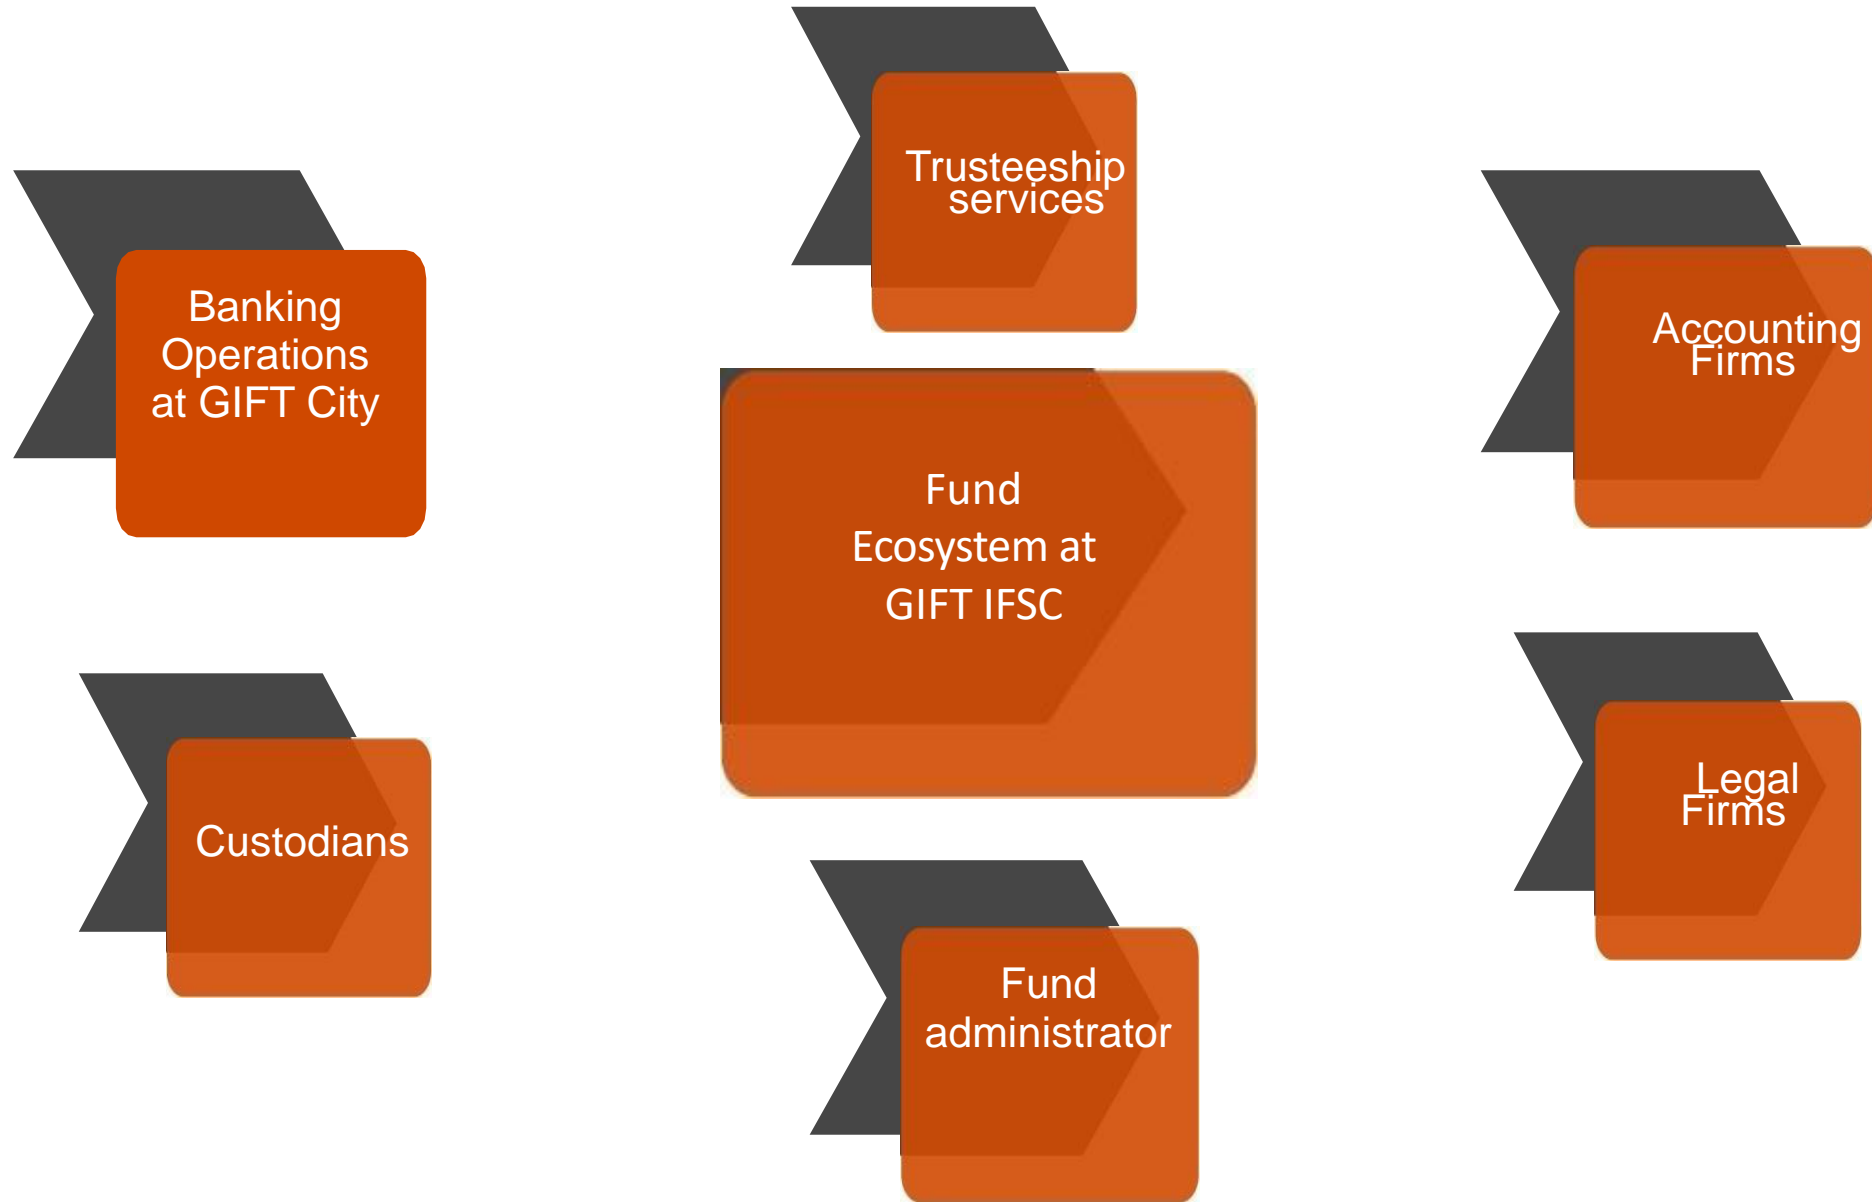 Trusteeship
services
Banking
Operations
at GIFT City
Accounting
Firms
Fund
Ecosystem at
GIFT IFSC
Custodians
Legal
Firms
Fund
administrator